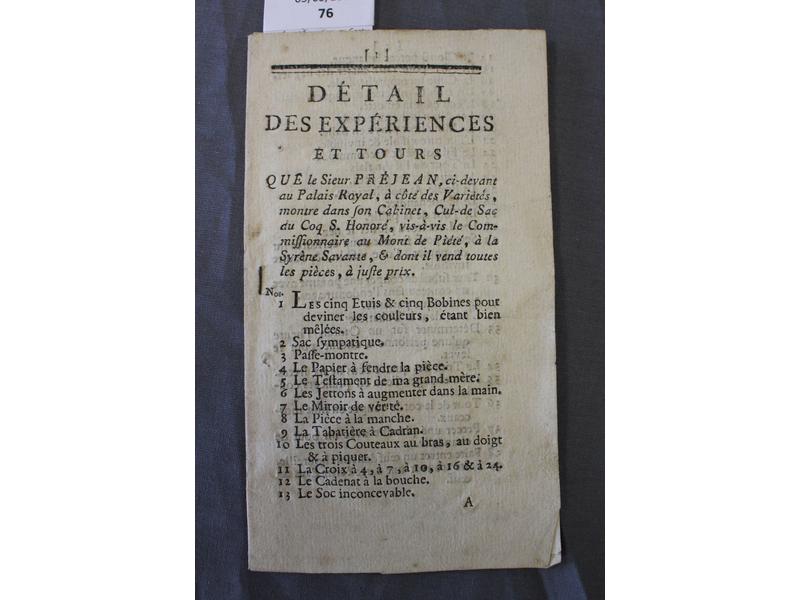 76
[ 1 ]
DÉTAIL
DES EXPÉRIENCES
ET TOURS
QUE le Sieur PRÉJEAN, ci-devant
au Palais Royal, à côté des Variétés,
montre dans ſon Cabinet, Cul-de Sac
du Coq S. Honoré, vis-à-vis le Com-
miſſionnaire au Mont de Piété, à la
Syrène Savante, & dont il vend toutes
les pièces, à juſte prix.
Nos.
1 LES cinq Etuis & cinq Bobines pour
deviner les couleurs, étant bien
mêlées.
2 Sac ſympatique.
3 Paſſe-montre.
4 Le Papier à fendre la pièce.
5 Le Teſtament de ma grand-mère.
6 Les Jettons à augmenter dans la main.
7 Le Miroir de vérité.
8 La Pièce à la manche.
9 La Tabatière à Cadran.
10 Les trois Couteaux au bras, au doigt
& à piquer.
11 La Croix à 4, à 7, à 10, à 16 & à 24.
12 Le Cadenat à la bouche.
13 Le Soc inconcevable.
A